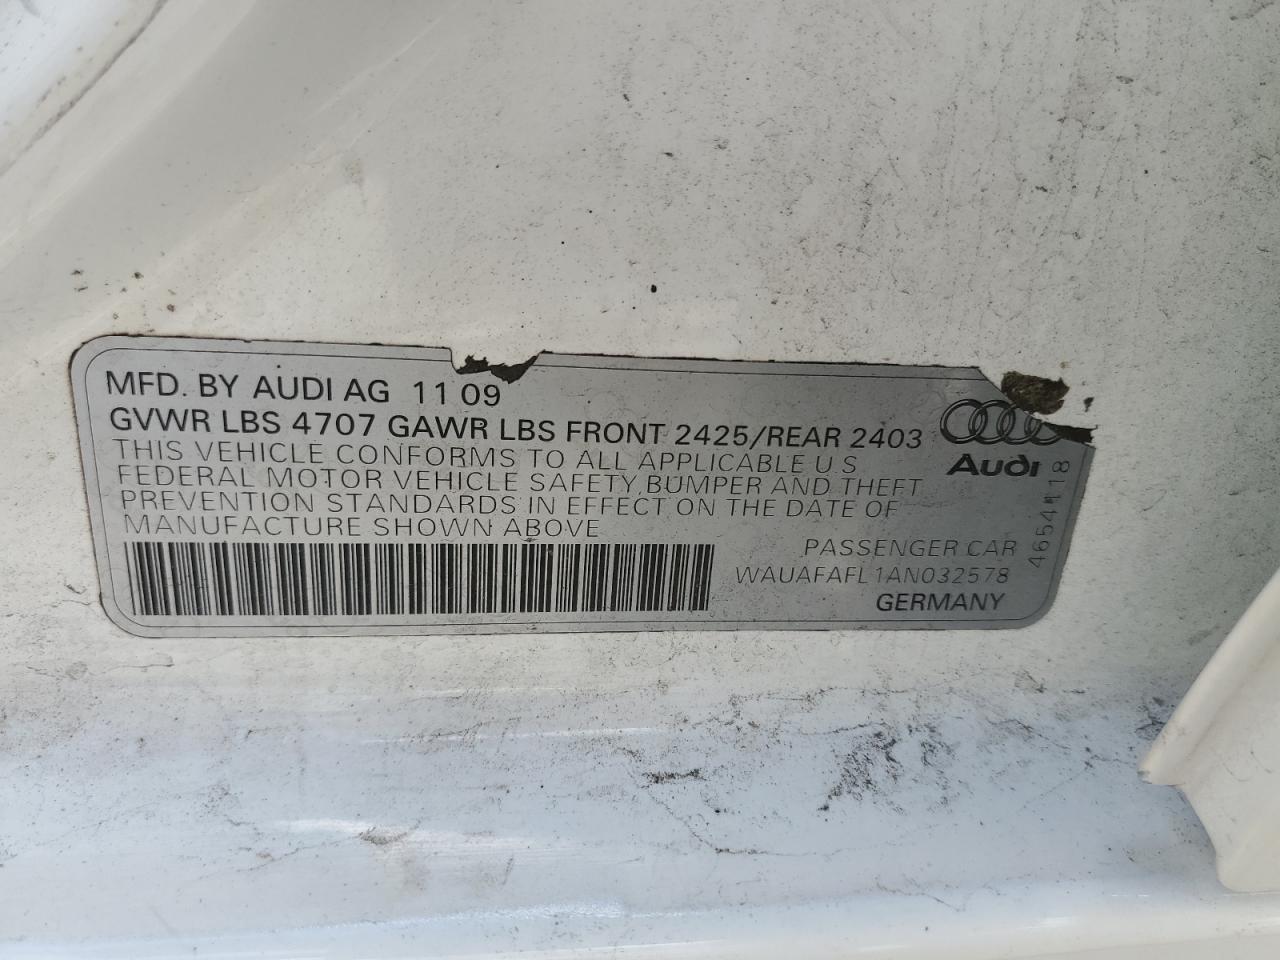 MFD. BY AUDI AG 11 09
GVWR LBS 4707 GAWR LBS FRONT 2425/REAR 2403
THIS VEHICLE CONFORMS TO ALL APPLICABLE U.S
FEDERAL MOTOR VEHICLE SAFETY, BUMPER AND THEFT
PREVENTION STANDARDS IN EFFECT ON THE DATE OF
MANUFACTURE SHOWN ABOVE
Audi
PASSENGER CAR
WAUAFAFL1AN032578
GERMANY